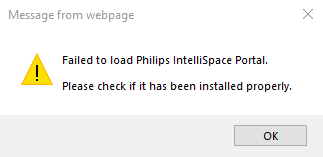 Message from webpage
Failed to load Philips IntelliSpace Portal.
Please check if it has been installed properly.
OK